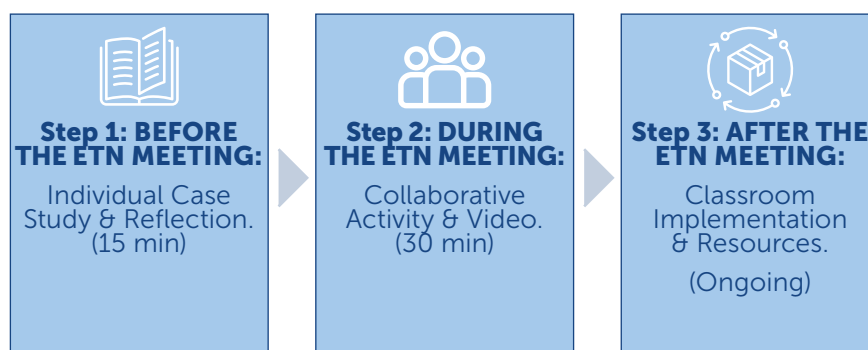 Step 1: BEFORE
THE ETN MEETING:
Individual Case
Study & Reflection.
(15 min)
Step 2: DURING
THE ETN MEETING:
Collaborative
Activity & Video.
(30 min)
Step 3: AFTER THE
ETN MEETING:
Classroom
Implementation
& Resources.
(Ongoing)